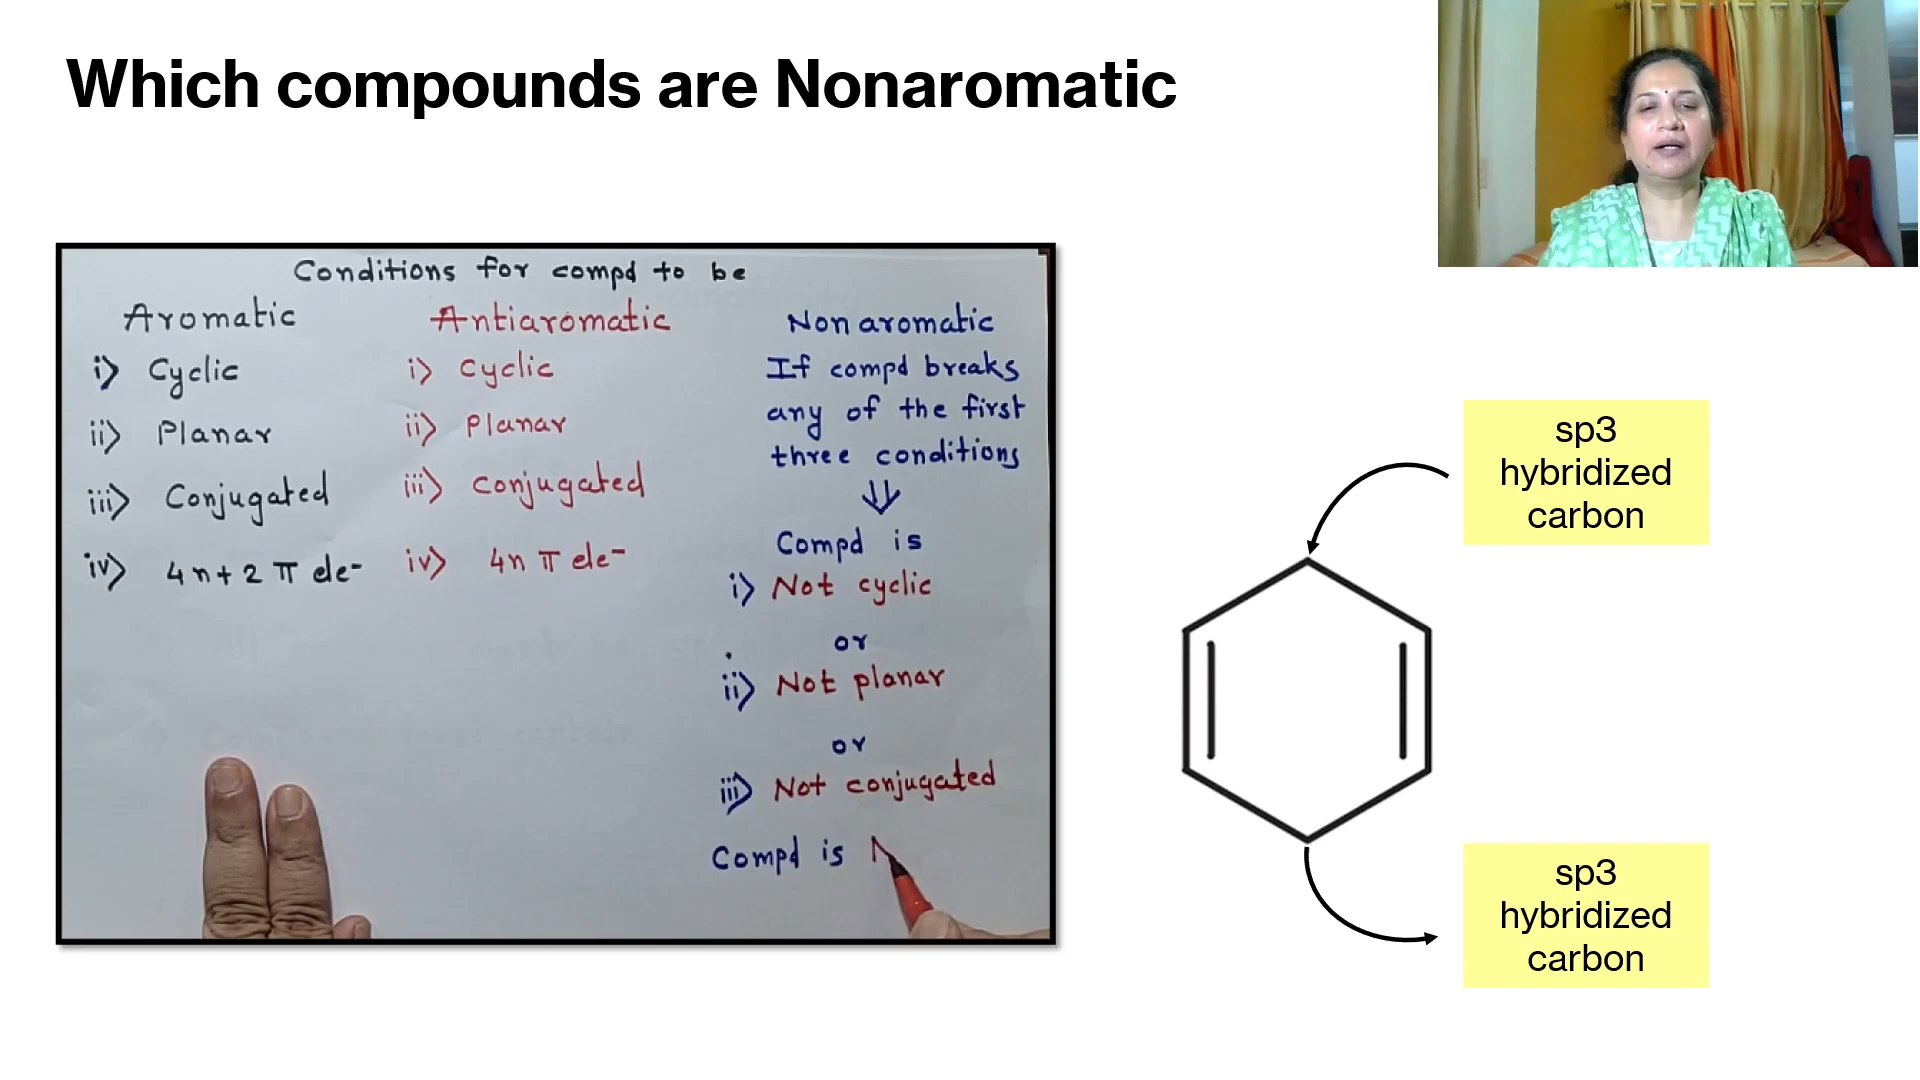 Which compounds are Nonaromatic
Conditions for compd to be
Aromatic
i) Cyclic
ii) Planar
iii) Conjugated
iv) 4n+2 π ele⁻
Antiaromatic
i) Cyclic
ii) Planar
iii) Conjugated
iv) 4n π ele⁻
Non aromatic
If compd breaks
any of the first
three conditions
⇓
Compd is
i) Not cyclic
or
ii) Not planar
or
iii) Not conjugated
Compd is
sp3
hybridized
carbon
sp3
hybridized
carbon